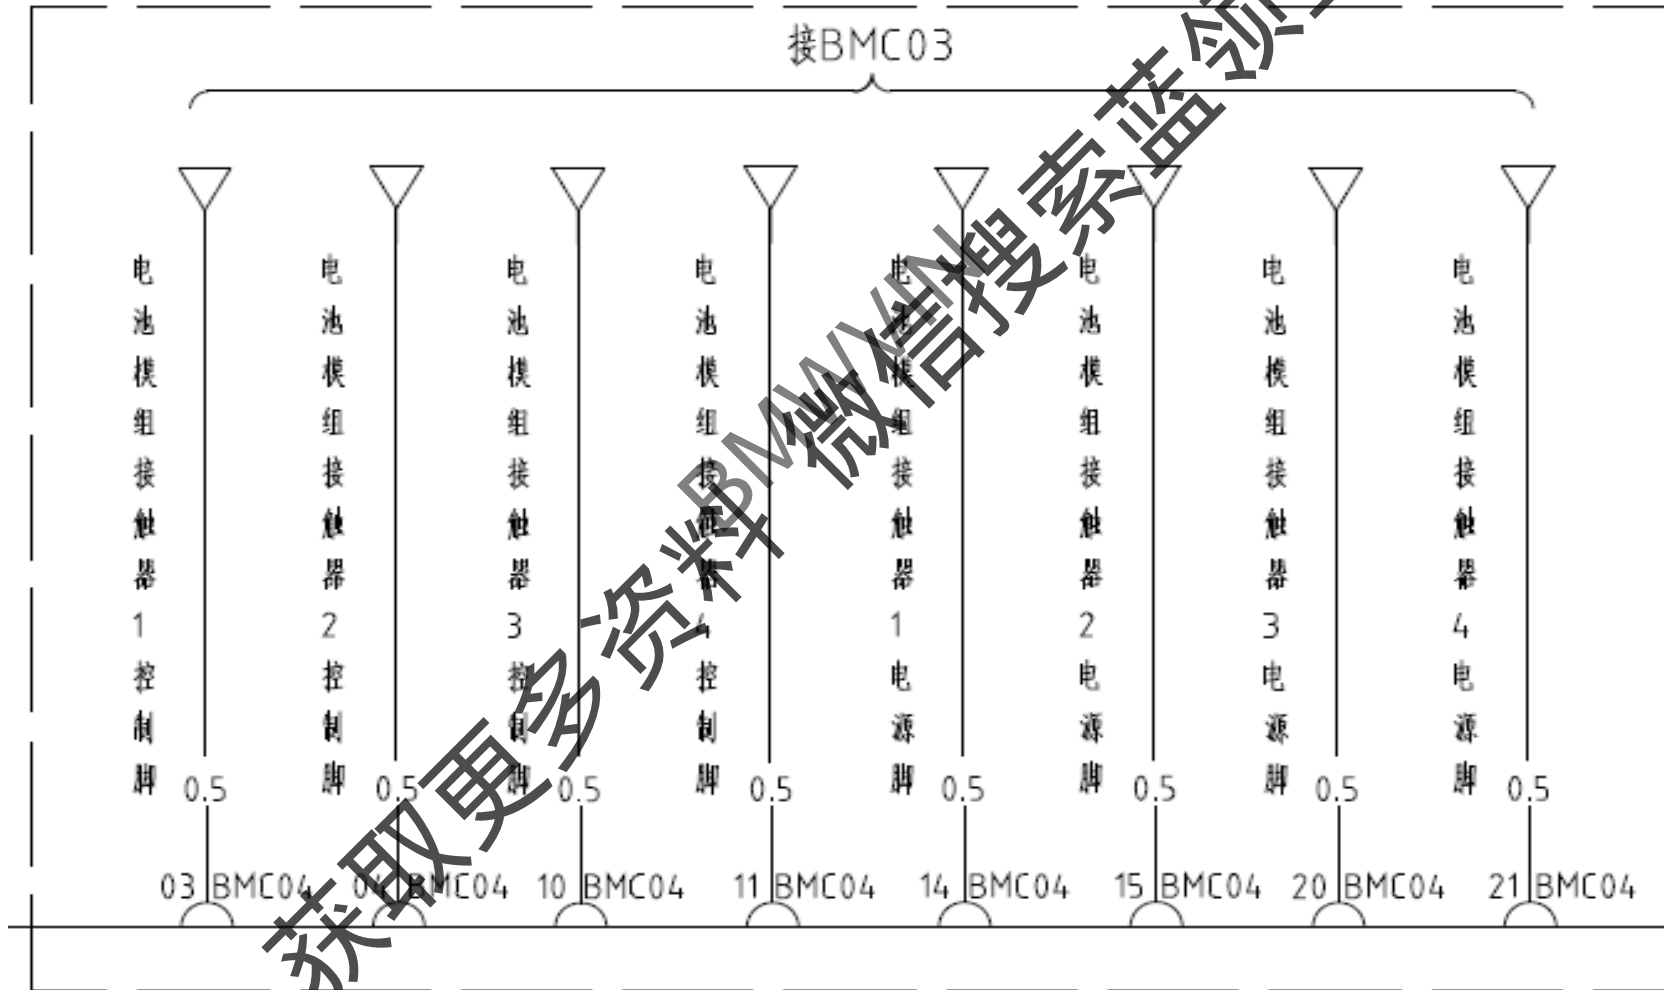 接BMC03
电池模组接触器1控制脚
电池模组接触器2控制脚
电池模组接触器3控制脚
电池模组接触器4控制脚
电池模组接触器1电源脚
电池模组接触器2电源脚
电池模组接触器3电源脚
电池模组接触器4电源脚
0.5 0.5 0.5 0.5 0.5 0.5 0.5 0.5
03 BMC04 04 BMC04 10 BMC04 11 BMC04 14 BMC04 15 BMC04 20 BMC04 21 BMC04
获取更多资料 微信搜索蓝领